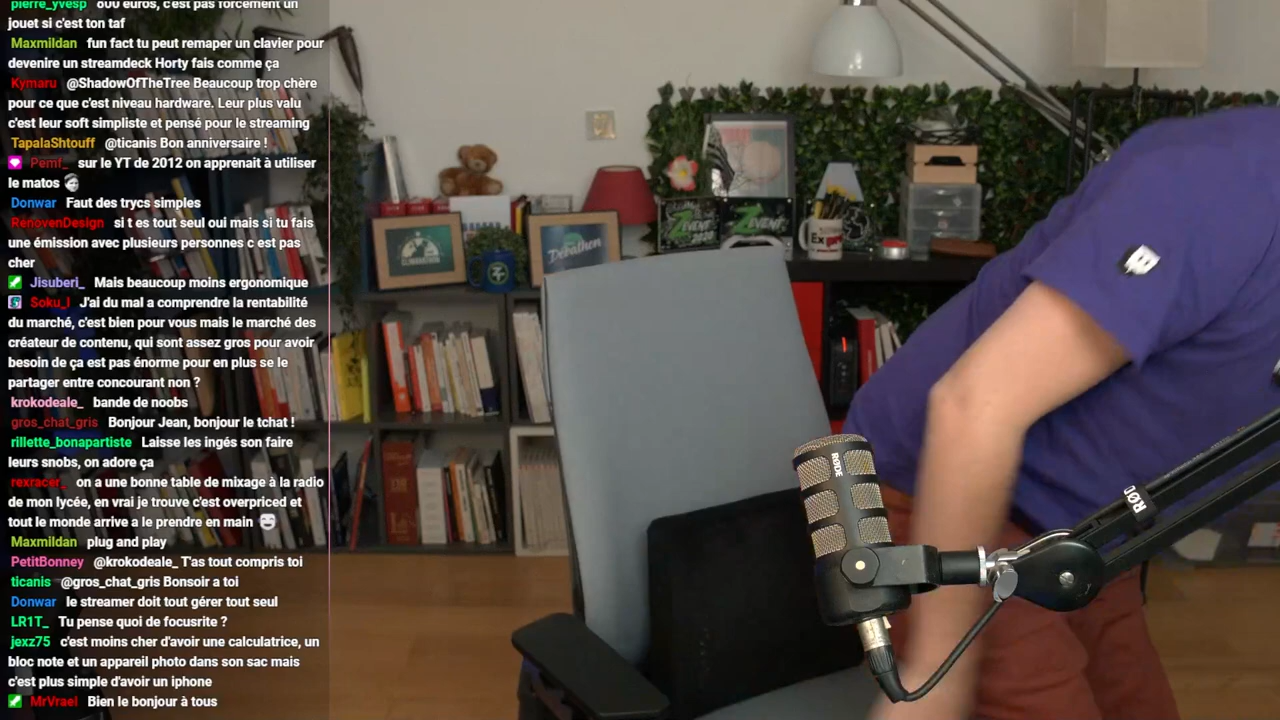 pierre_yvesp 600 euros, c'est pas forcément un
jouet si c'est ton taf
Maxmildan fun fact tu peut remaper un clavier pour
devenire un streamdeck Horty fais comme ça
Kymaru @ShadowOfTheTree Beaucoup trop chère
pour ce que c'est niveau hardware. Leur plus valu
c'est leur soft simpliste et pensé pour le streaming
TapalaShtouff @ticanis Bon anniversaire !
Pemf_ sur le YT de 2012 on apprenait à utiliser
le matos
Donwar Faut des trycs simples
RenovenDesign si t es tout seul oui mais si tu fais
une émission avec plusieurs personnes c est pas
cher
Jisuberi_ Mais beaucoup moins ergonomique
Soku_I J'ai du mal a comprendre la rentabilité
du marché, c'est bien pour vous mais le marché des
créateur de contenu, qui sont assez gros pour avoir
besoin de ça est pas énorme pour en plus se le
partager entre concourant non ?
krokodeale_ bande de noobs
gros_chat_gris Bonjour Jean, bonjour le tchat !
rillette_bonapartiste Laisse les ingés son faire
leurs snobs, on adore ça
rexracer_ on a une bonne table de mixage à la radio
de mon lycée, en vrai je trouve c'est overpriced et
tout le monde arrive a le prendre en main
Maxmildan plug and play
PetitBonney @krokodeale_ T'as tout compris toi
ticanis @gros_chat_gris Bonsoir a toi
Donwar le streamer doit tout gérer tout seul
LR1T_ Tu pense quoi de focusrite ?
jexz75 c'est moins cher d'avoir une calculatrice, un
bloc note et un appareil photo dans son sac mais
c'est plus simple d'avoir un iphone
MrVrael Bien le bonjour à tous
Débathon
ZEVENT
ZEVENT
RØDE